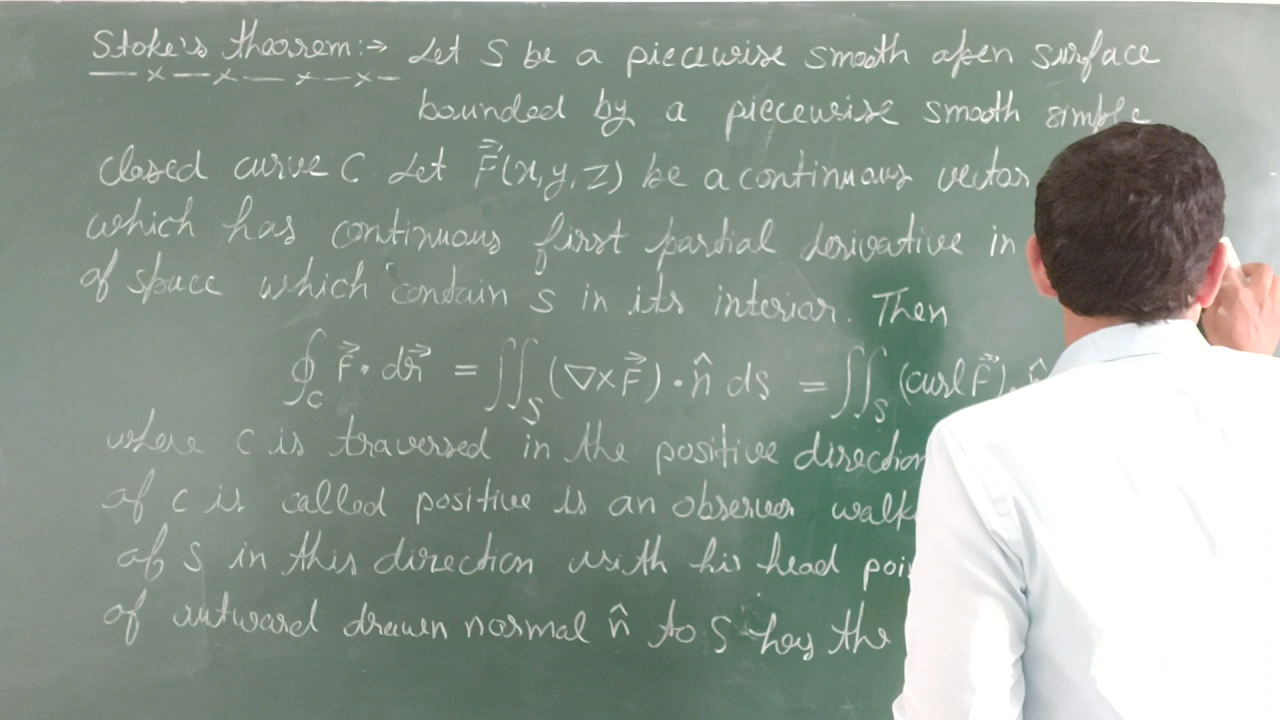 Stoke's theorem:→ Let S be a piecewise smooth open surface
bounded by a piecewise smooth simple
closed curve C Let F⃗(x,y,z) be a continuous vector
which has continuous first partial derivative in
of space which contain S in its interior. Then
∮_C F⃗·dr⃗ = ∬_S (∇×F⃗)·n̂ ds = ∬_S (curl F⃗).n̂
where C is traversed in the positive direction
of C is called positive is an observer walk
of S in this direction with his head poi
of outward drawn normal n̂ to S has the